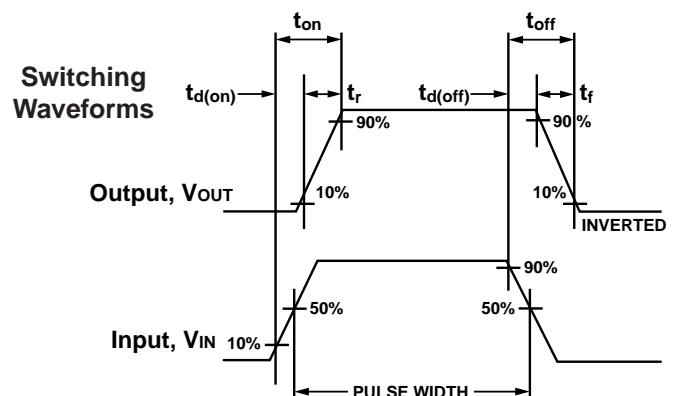 ton
toff
Switching
Waveforms
td(on)
tr
td(off)
tf
90%
90 %
Output, VOUT
10%
10%
INVERTED
90%
50%
50%
Input, VIN
10%
PULSE WIDTH